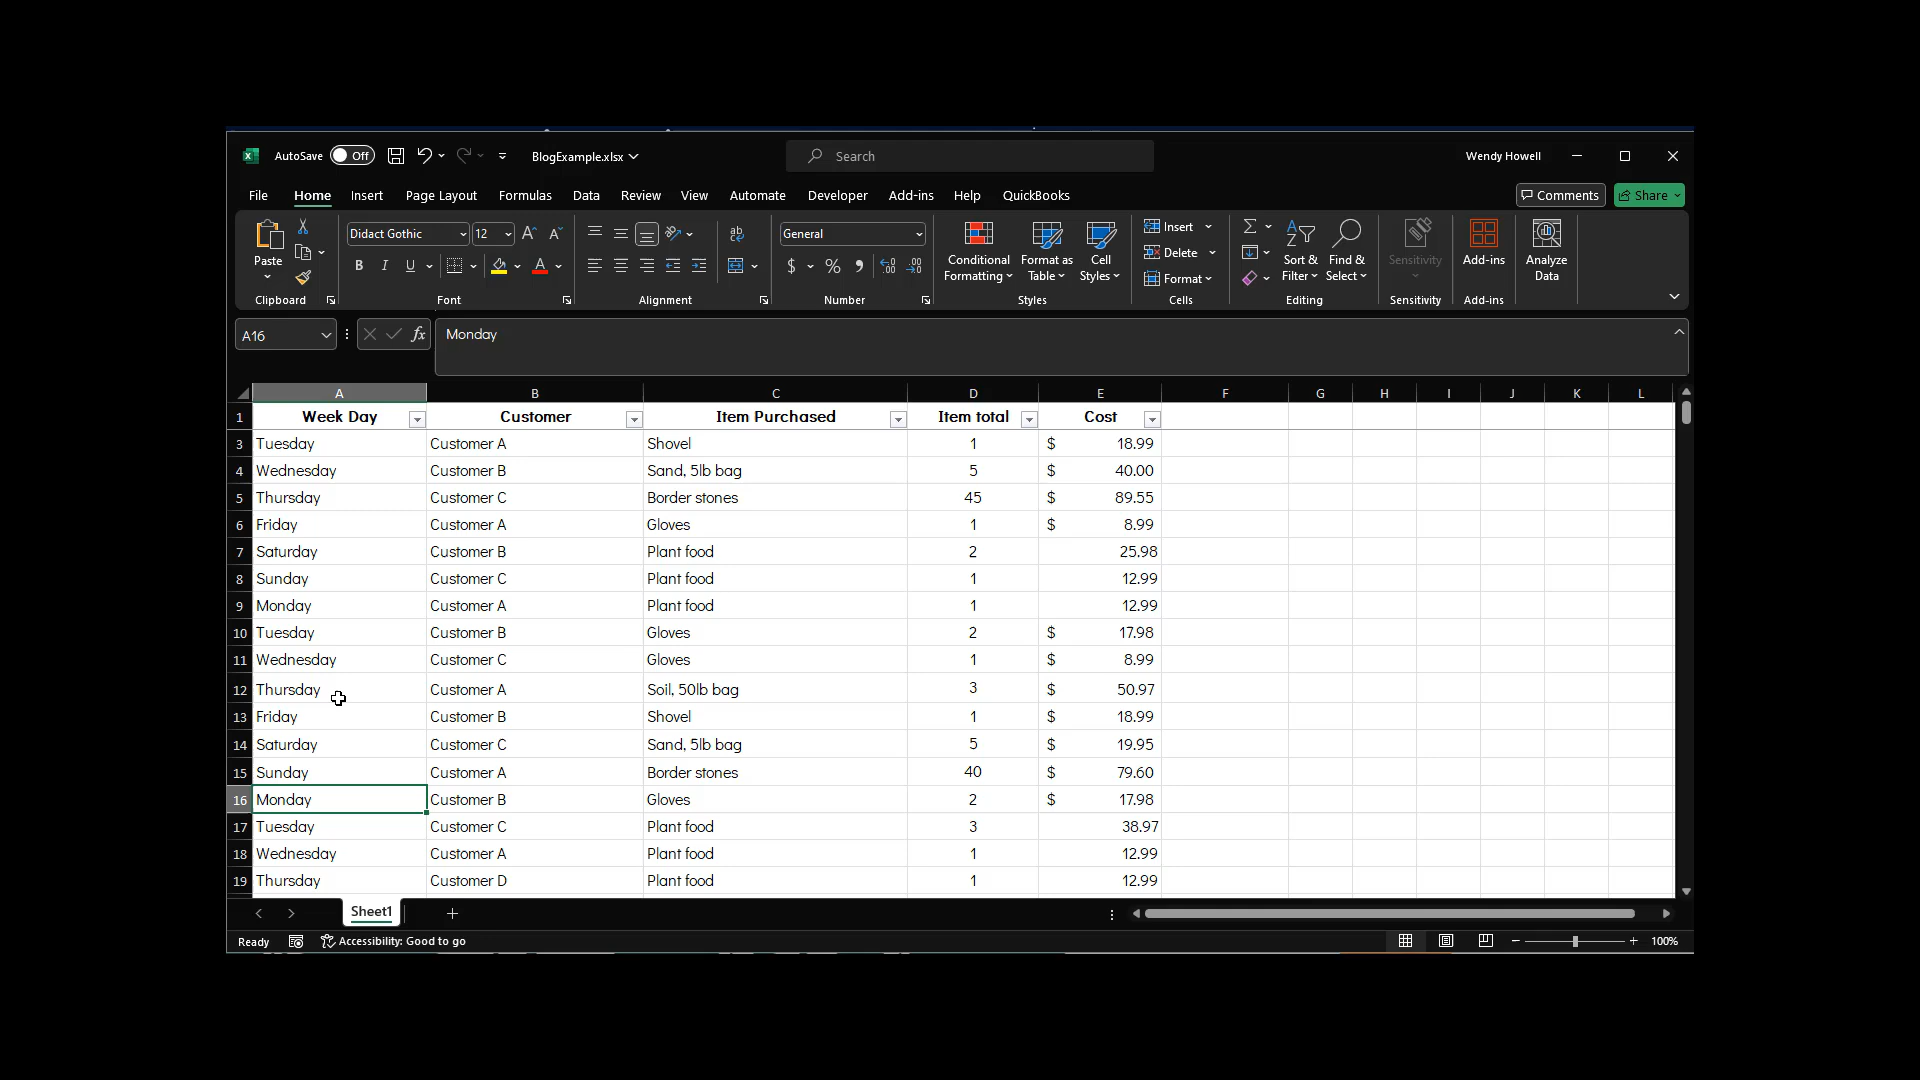 AutoSave Off BlogExample.xlsx Search Wendy Howell
File Home Insert Page Layout Formulas Data Review View Automate Developer Add-ins Help QuickBooks Comments Share
Paste Didact Gothic 12 General Conditional Formatting Format as Table Cell Styles Insert Delete Format Sort & Filter Find & Select Sensitivity Add-ins Analyze Data
Clipboard Font Alignment Number Styles Cells Editing Sensitivity Add-ins
A16 fx Monday
A B C D E F G H I J K L
1 Week Day Customer Item Purchased Item total Cost
3 Tuesday Customer A Shovel 1 $ 18.99
4 Wednesday Customer B Sand, 5lb bag 5 $ 40.00
5 Thursday Customer C Border stones 45 $ 89.55
6 Friday Customer A Gloves 1 $ 8.99
7 Saturday Customer B Plant food 2 25.98
8 Sunday Customer C Plant food 1 12.99
9 Monday Customer A Plant food 1 12.99
10 Tuesday Customer B Gloves 2 $ 17.98
11 Wednesday Customer C Gloves 1 $ 8.99
12 Thursday Customer A Soil, 50lb bag 3 $ 50.97
13 Friday Customer B Shovel 1 $ 18.99
14 Saturday Customer C Sand, 5lb bag 5 $ 19.95
15 Sunday Customer A Border stones 40 $ 79.60
16 Monday Customer B Gloves 2 $ 17.98
17 Tuesday Customer C Plant food 3 38.97
18 Wednesday Customer A Plant food 1 12.99
19 Thursday Customer D Plant food 1 12.99
Sheet1
Ready Accessibility: Good to go 100%